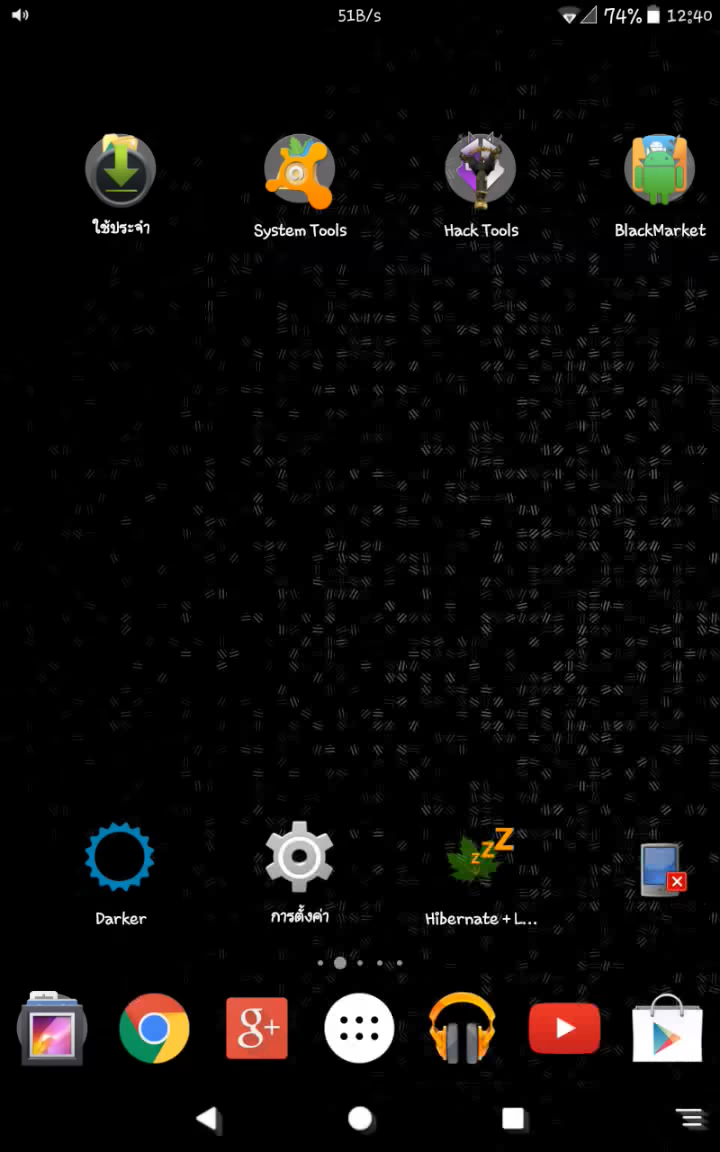 51B/s 74% 12:40
ใช้ประจำ System Tools Hack Tools BlackMarket
Darker การตั้งค่า Hibernate + L...
g+